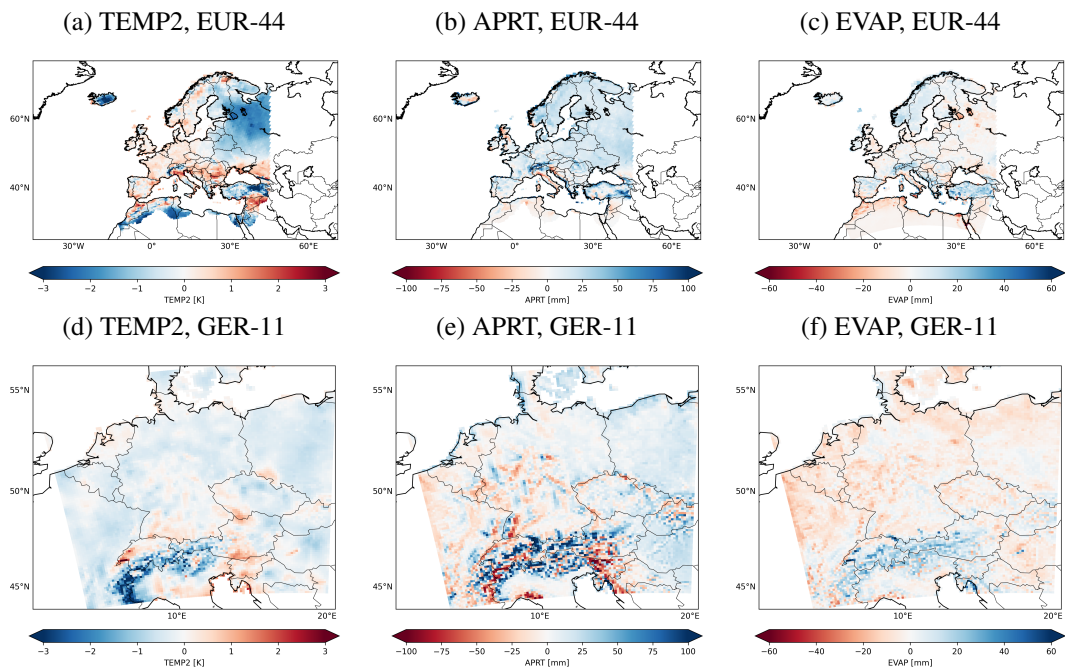 (a) TEMP2, EUR-44
(b) APRT, EUR-44
(c) EVAP, EUR-44
60°N
40°N
30°W 0° 30°E 60°E
60°N
40°N
30°W 0° 30°E 60°E
60°N
40°N
30°W 0° 30°E 60°E
−3 −2 −1 0 1 2 3
TEMP2 [K]
−100 −75 −50 −25 0 25 50 75 100
APRT [mm]
−60 −40 −20 0 20 40 60
EVAP [mm]
(d) TEMP2, GER-11
(e) APRT, GER-11
(f) EVAP, GER-11
55°N
50°N
45°N
10°E 20°E
55°N
50°N
45°N
10°E 20°E
55°N
50°N
45°N
10°E 20°E
−3 −2 −1 0 1 2 3
TEMP2 [K]
−100 −75 −50 −25 0 25 50 75 100
APRT [mm]
−60 −40 −20 0 20 40 60
EVAP [mm]